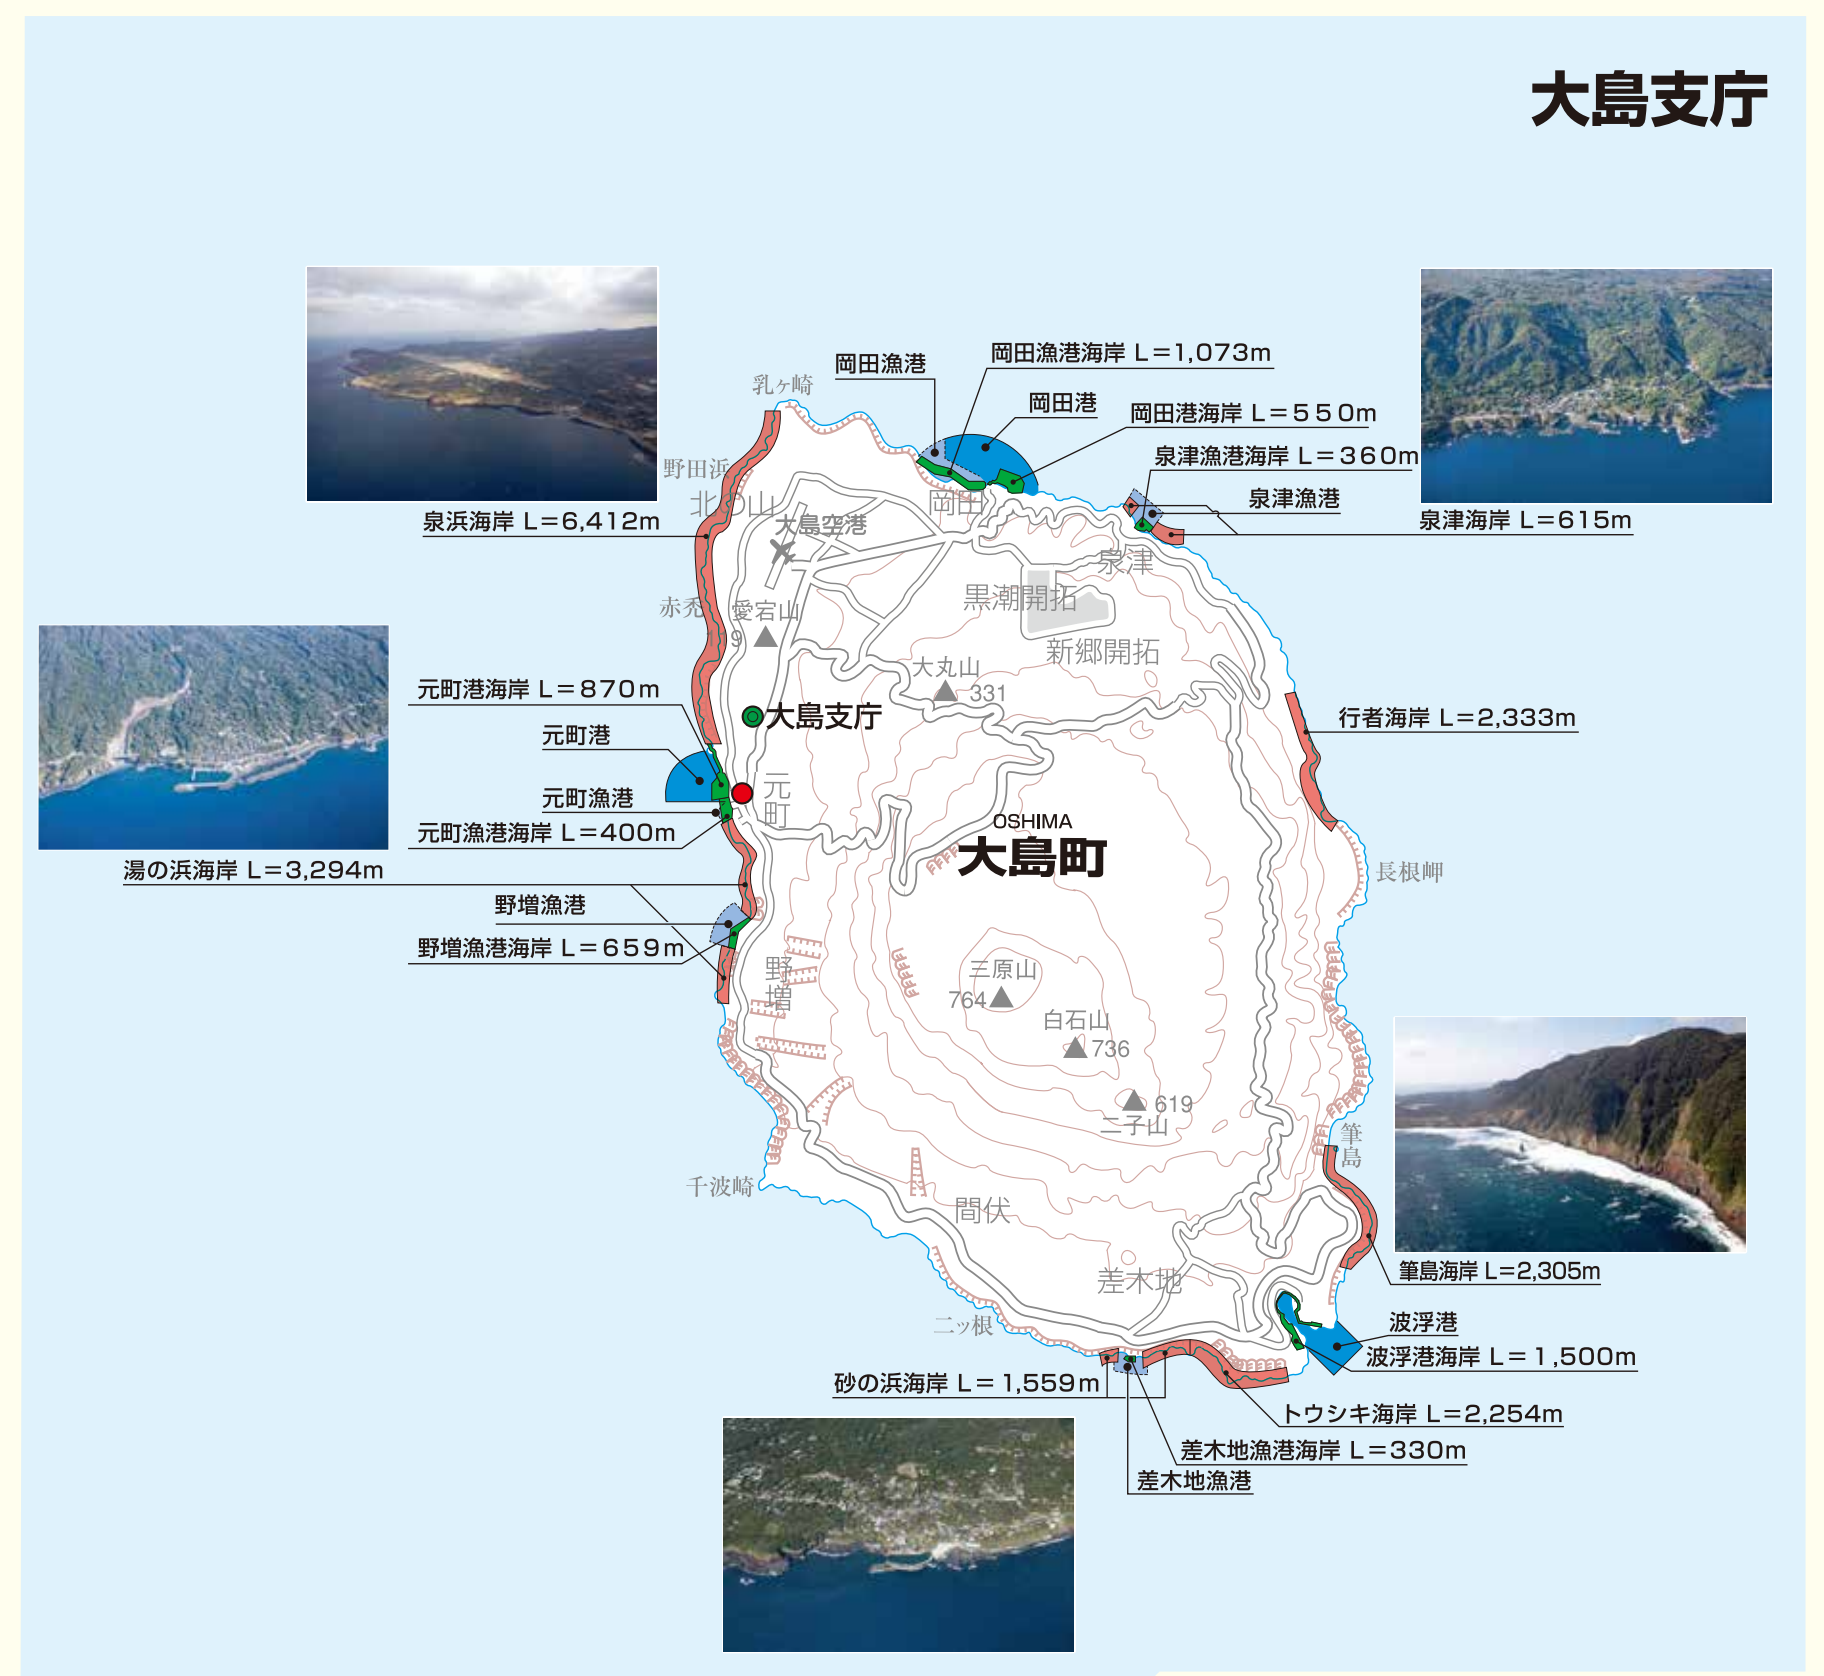 大島支庁
岡田漁港
岡田漁港海岸 L=1,073m
乳ヶ崎
岡田港
岡田港海岸 L=550m
泉津漁港海岸 L=360m
野田浜
泉津漁港
北の山
岡田
泉浜海岸 L=6,412m
大島空港
泉津海岸 L=615m
泉津
黒潮開拓
赤禿
愛宕山
119
新郷開拓
大丸山
331
元町港海岸 L=870m
大島支庁
行者海岸 L=2,333m
元町港
元町
元町漁港
元町漁港海岸 L=400m
OSHIMA
大島町
湯の浜海岸 L=3,294m
長根岬
野増漁港
野増漁港海岸 L=659m
野増
三原山
764
白石山
736
619
二子山
筆島
千波崎
間伏
差木地
筆島海岸 L=2,305m
二ッ根
波浮港
波浮港海岸 L=1,500m
砂の浜海岸 L=1,559m
トウシキ海岸 L=2,254m
差木地漁港海岸 L=330m
差木地漁港